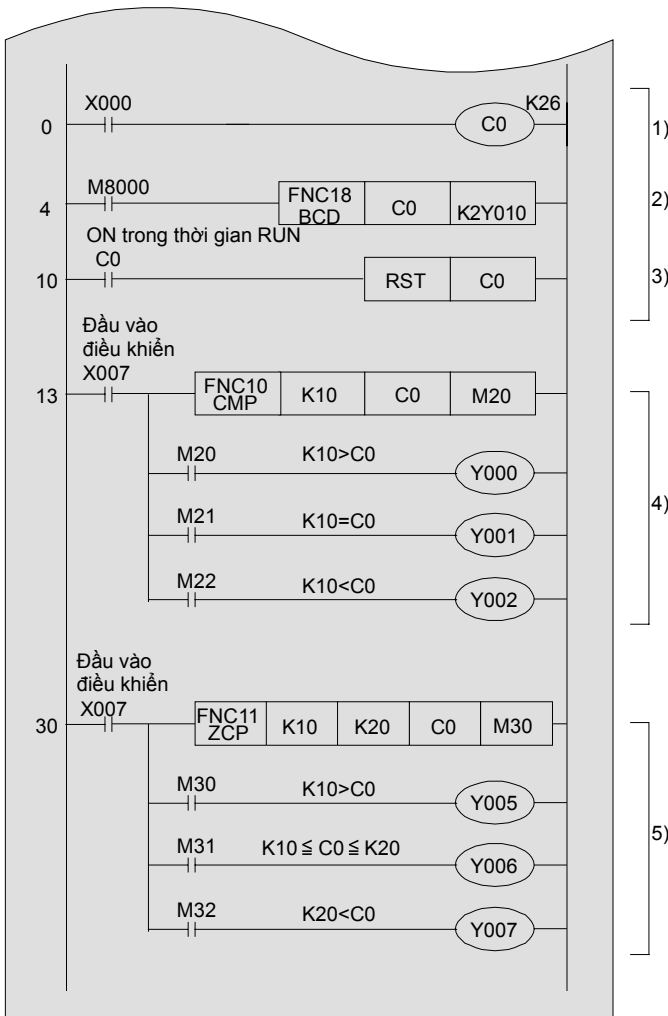 X000 K26
0 C0 1)
M8000
4 FNC18 BCD C0 K2Y010 2)
ON trong thời gian RUN
C0
10 RST C0 3)
Đầu vào
điều khiển
X007
13 FNC10 CMP K10 C0 M20
M20 K10>C0 Y000
M21 K10=C0 Y001 4)
M22 K10<C0 Y002
Đầu vào
điều khiển
X007
30 FNC11 ZCP K10 K20 C0 M30
M30 K10>C0 Y005
M31 K10≦C0≦K20 Y006 5)
M32 K20<C0 Y007